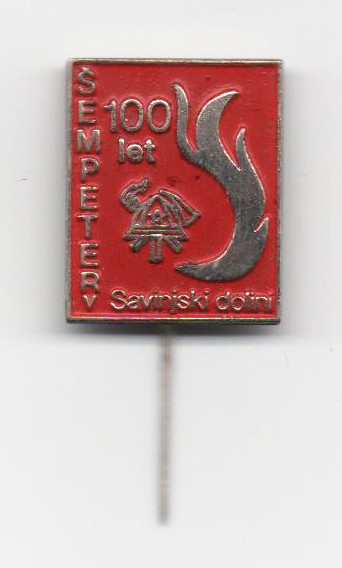 ŠEMPETER
100
let
v Savinjski dolini